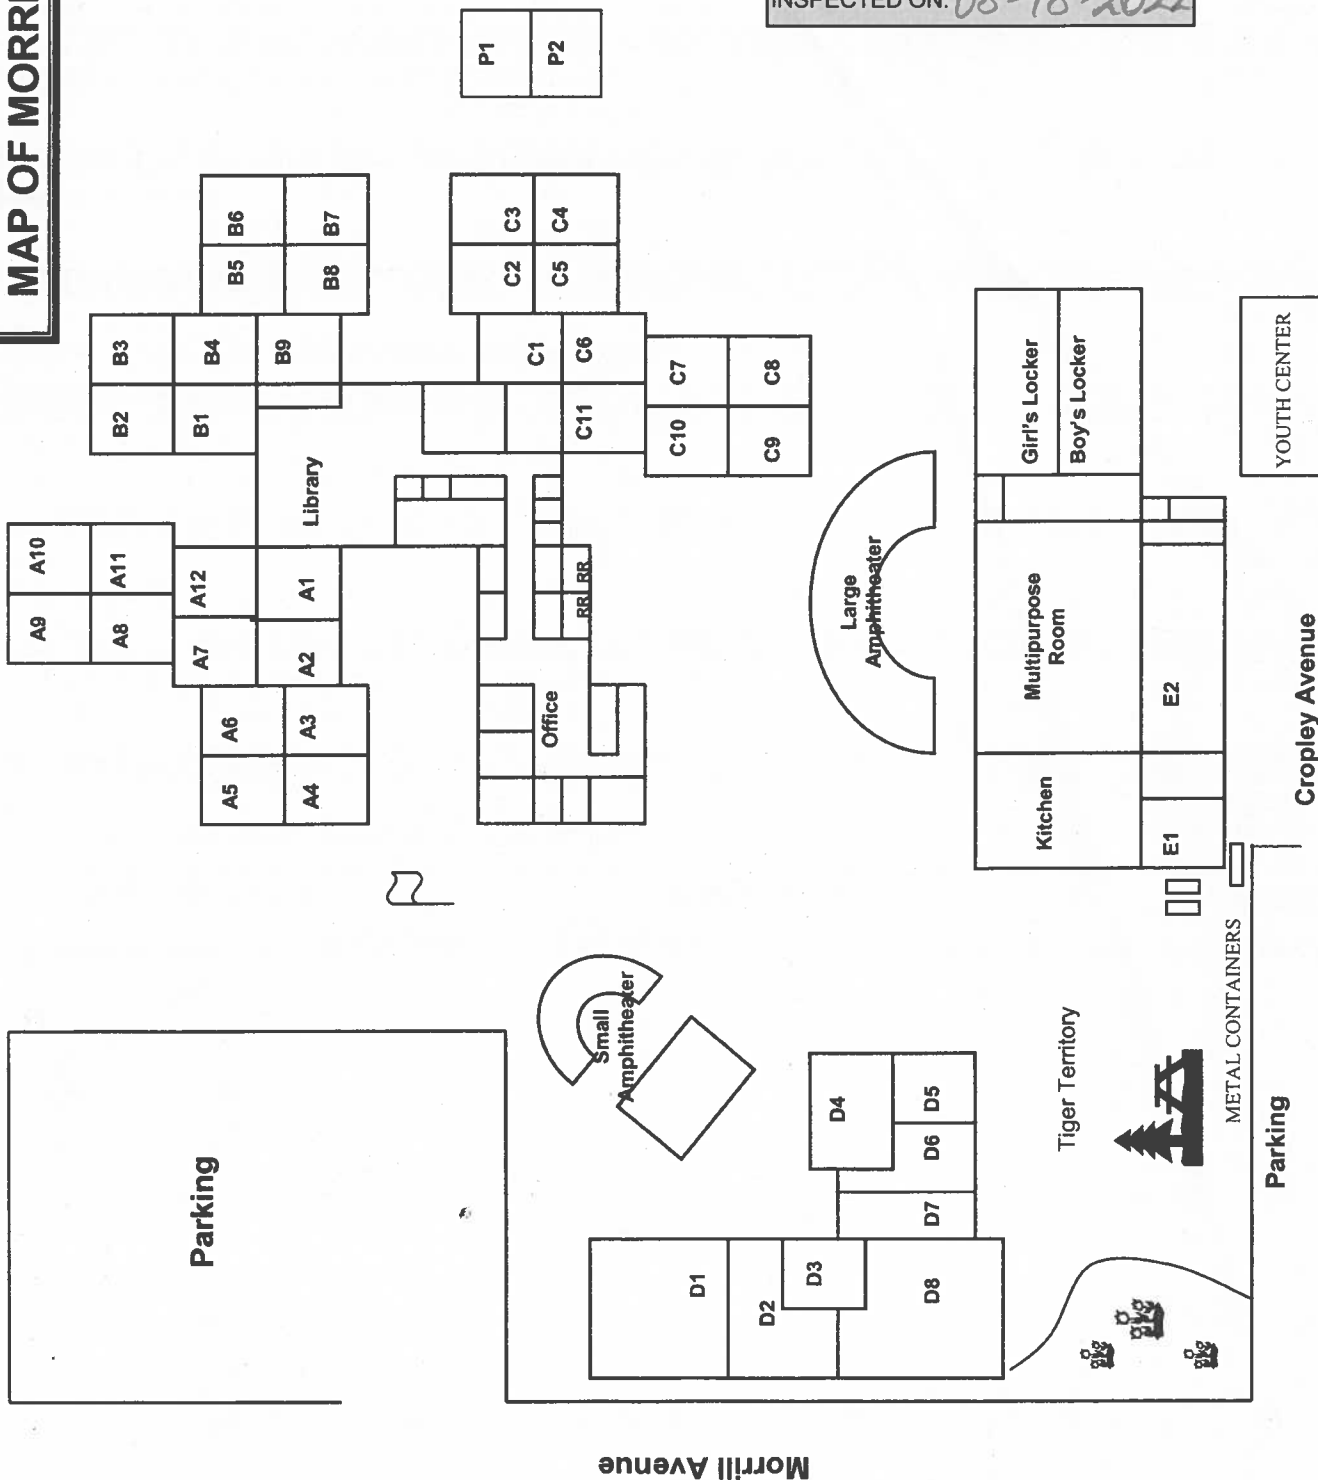 MAP OF MORR
INSPECTED ON: 08-18-2022
P1
P2
B6
B7
B5
B8
B3
B4
B9
B2
B1
C3
C4
C2
C5
C1
C6
C7
C8
C11
C10
C9
Library
A10
A11
A12
A1
A9
A8
A7
A2
A6
A3
A5
A4
RR
RR
Office
Large
Amphitheater
Girl's Locker
Boy's Locker
YOUTH CENTER
Multipurpose
Room
E2
Kitchen
E1
Cropley Avenue
Small
Amphitheater
Parking
D4
D5
D6
D7
D1
D2
D3
D8
Tiger Territory
METAL CONTAINERS
Parking
Morrill Avenue